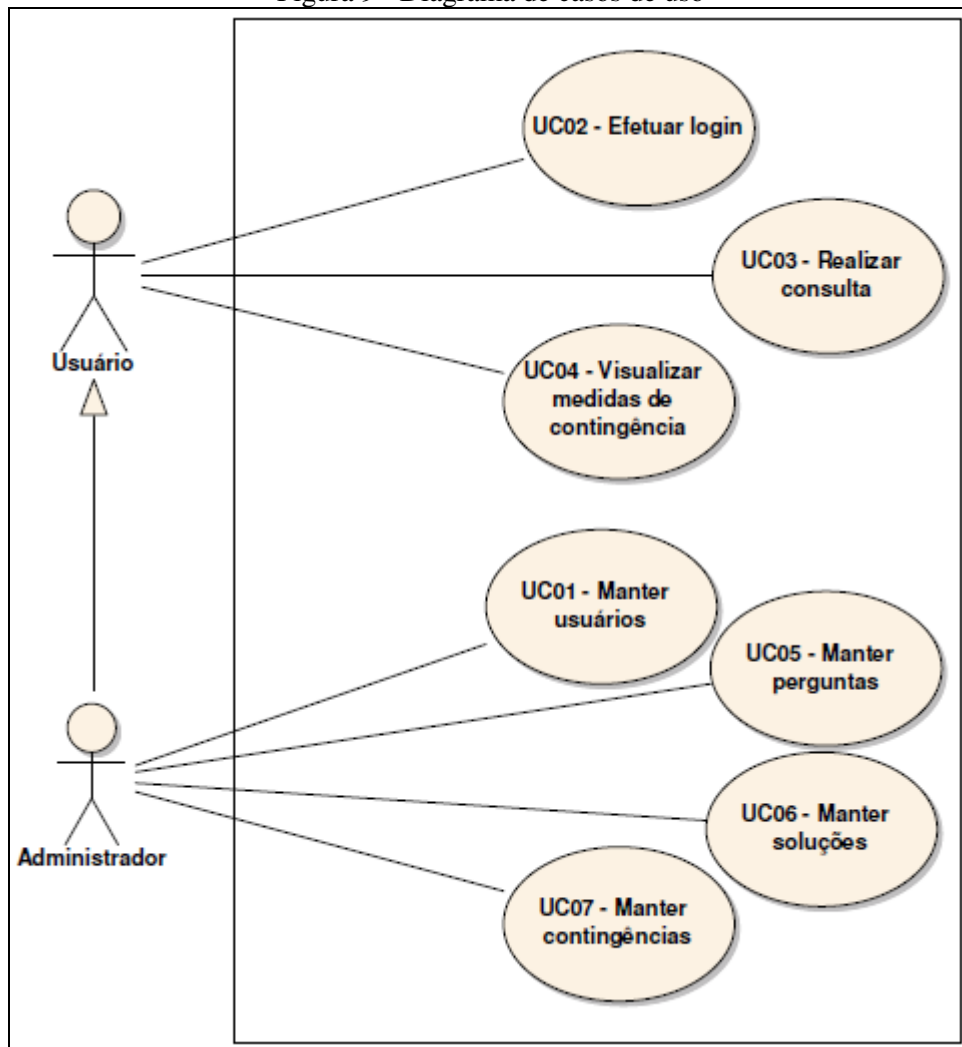 Figura 9 - Diagrama de casos de uso
UC02 - Efetuar login
UC03 - Realizar
consulta
Usuário
UC04 - Visualizar
medidas de
contingência
UC01 - Manter
usuários
UC05 - Manter
perguntas
UC06 - Manter
soluções
Administrador
UC07 - Manter
contingências